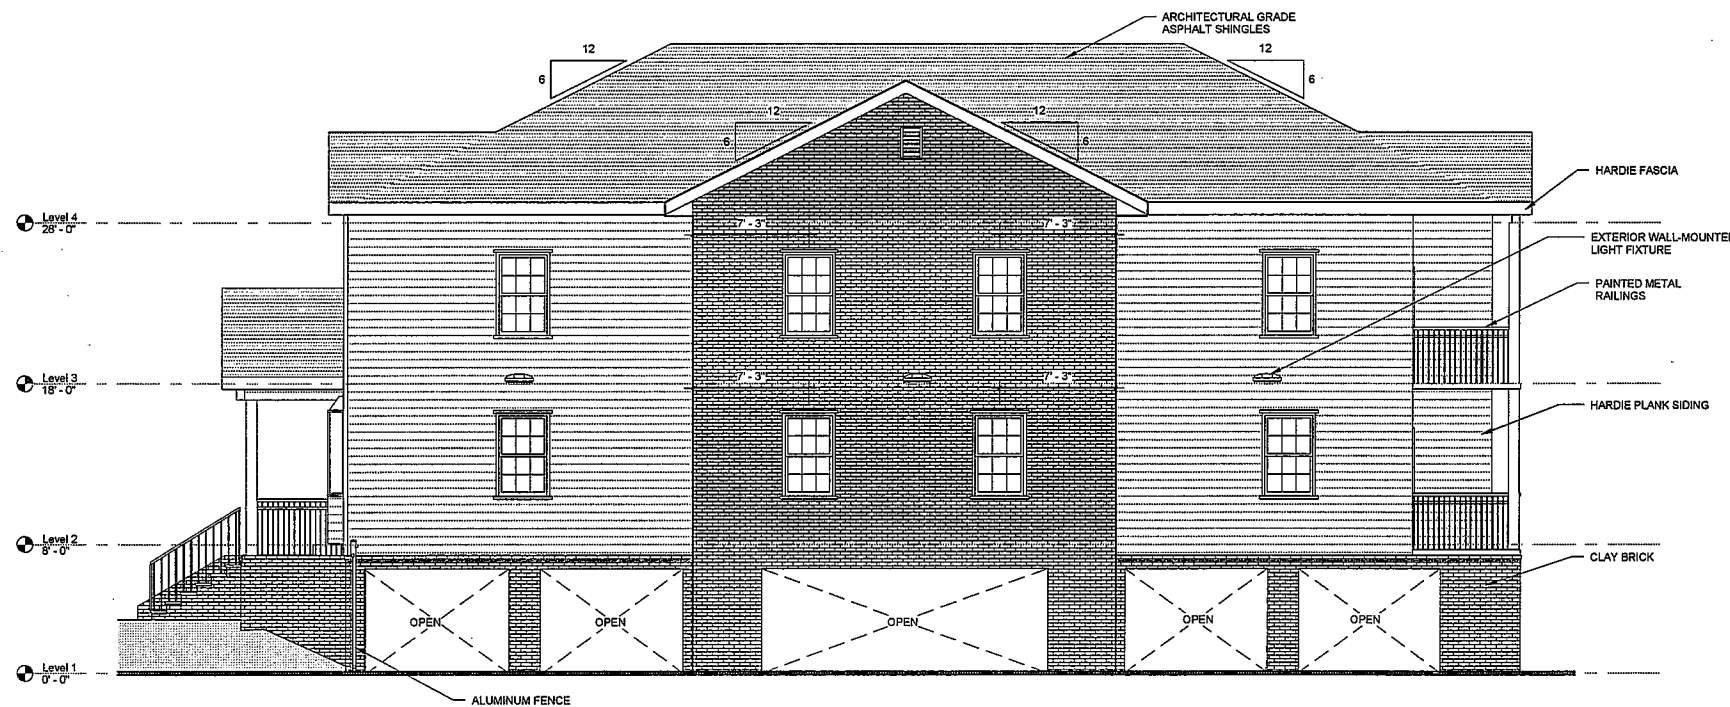 ARCHITECTURAL GRADE
ASPHALT SHINGLES
12
6
12
6
12
6
12
6
HARDIE FASCIA
Level 4
28' - 0"
7' - 3"
7' - 3"
EXTERIOR WALL-MOUNTED
LIGHT FIXTURE
PAINTED METAL
RAILINGS
Level 3
18' - 0"
7' - 3"
7' - 3"
HARDIE PLANK SIDING
Level 2
8' - 0"
CLAY BRICK
OPEN
OPEN
OPEN
OPEN
OPEN
Level 1
0' - 0"
ALUMINUM FENCE